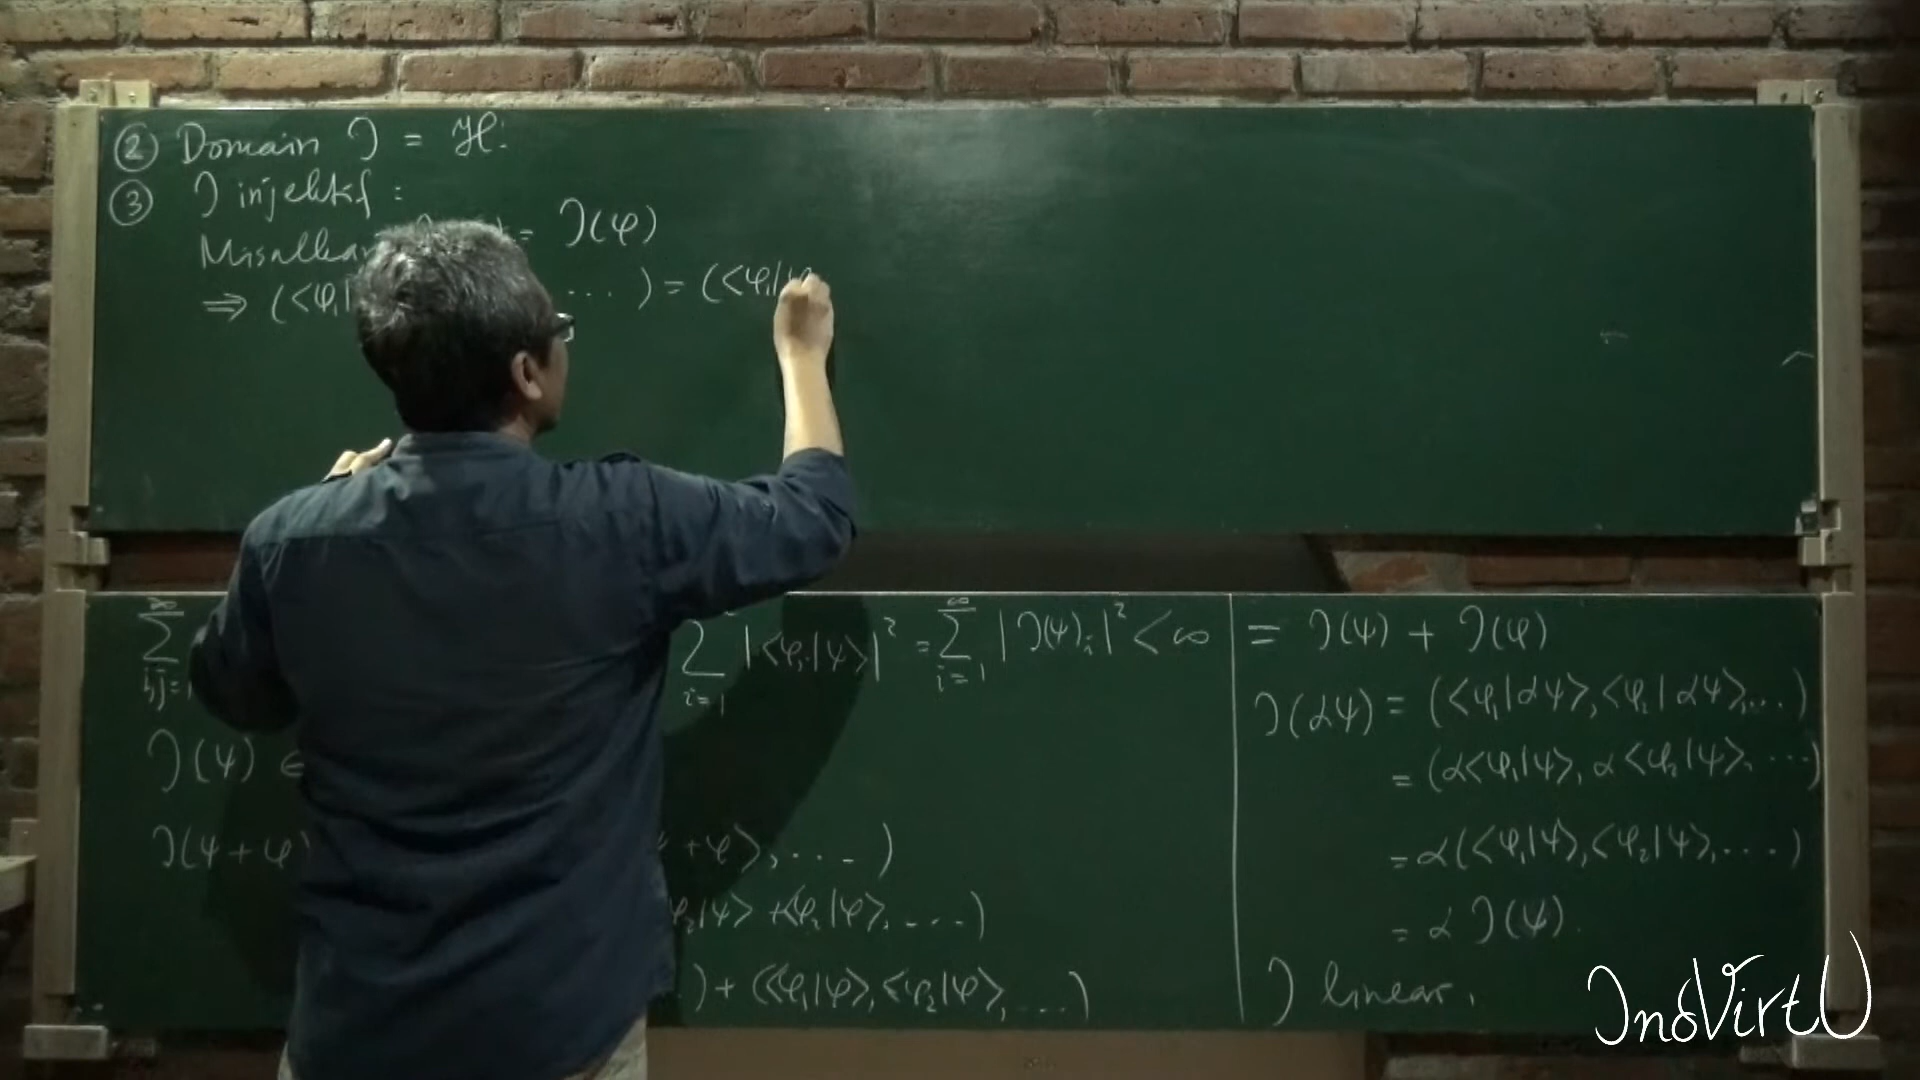 ② Domain J = ℋ:
③ J injektif :
Misalkan = J(φ)
⇒ (<φ₁| ... ) = (<φ₁|φ
∞ Σ i,j=1 Σ i=1 |<φᵢ|ψ>|² = ∞ Σ i=1 |J(ψ)ᵢ|² < ∞
J(ψ) ∈
J(ψ+φ) +φ>, .... )
φ₂|ψ> + <φ₂|φ>, .... )
. ) + (<φ₁|φ>, <φ₂|φ>, ....)
= J(ψ) + J(φ)
J(αψ) = (<φ₁|αψ>, <φ₂|αψ>, ...)
= (α<φ₁|ψ>, α<φ₂|ψ>, ...)
= α(<φ₁|ψ>, <φ₂|ψ>, ....)
= α J(ψ).
J linear.
InoVirtU